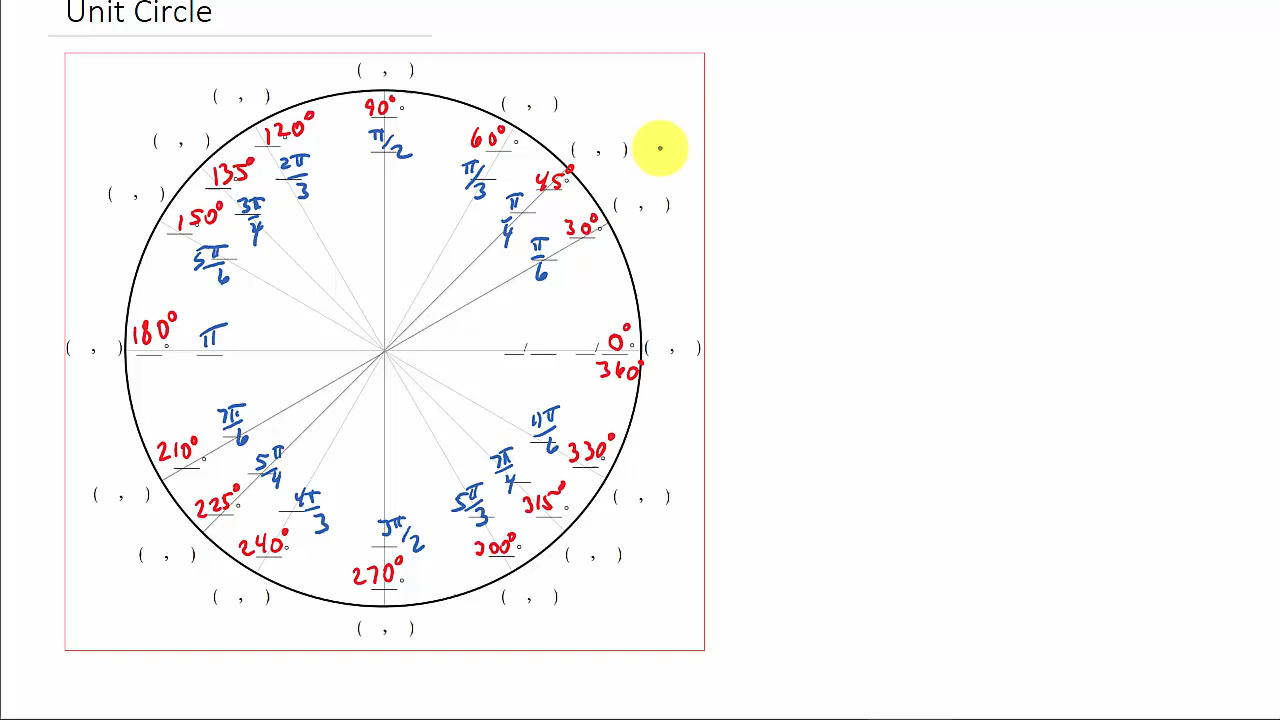 Unit Circle
( , )
( , ) ( , )
90°
120° 60°
π/2
( , ) ( , )
135° 45°
2π/3 π/3
( , ) ( , )
150° 30°
3π/4 π/4
5π/6 π/6
( , ) 180° π _/_ _/ 0° ( , )
360°
7π/6 11π/6
210° 330°
5π/4 7π/4
( , ) ( , )
225° 315°
4π/3 5π/3
3π/2
240° 300°
( , ) ( , )
270°
( , ) ( , )
( , )